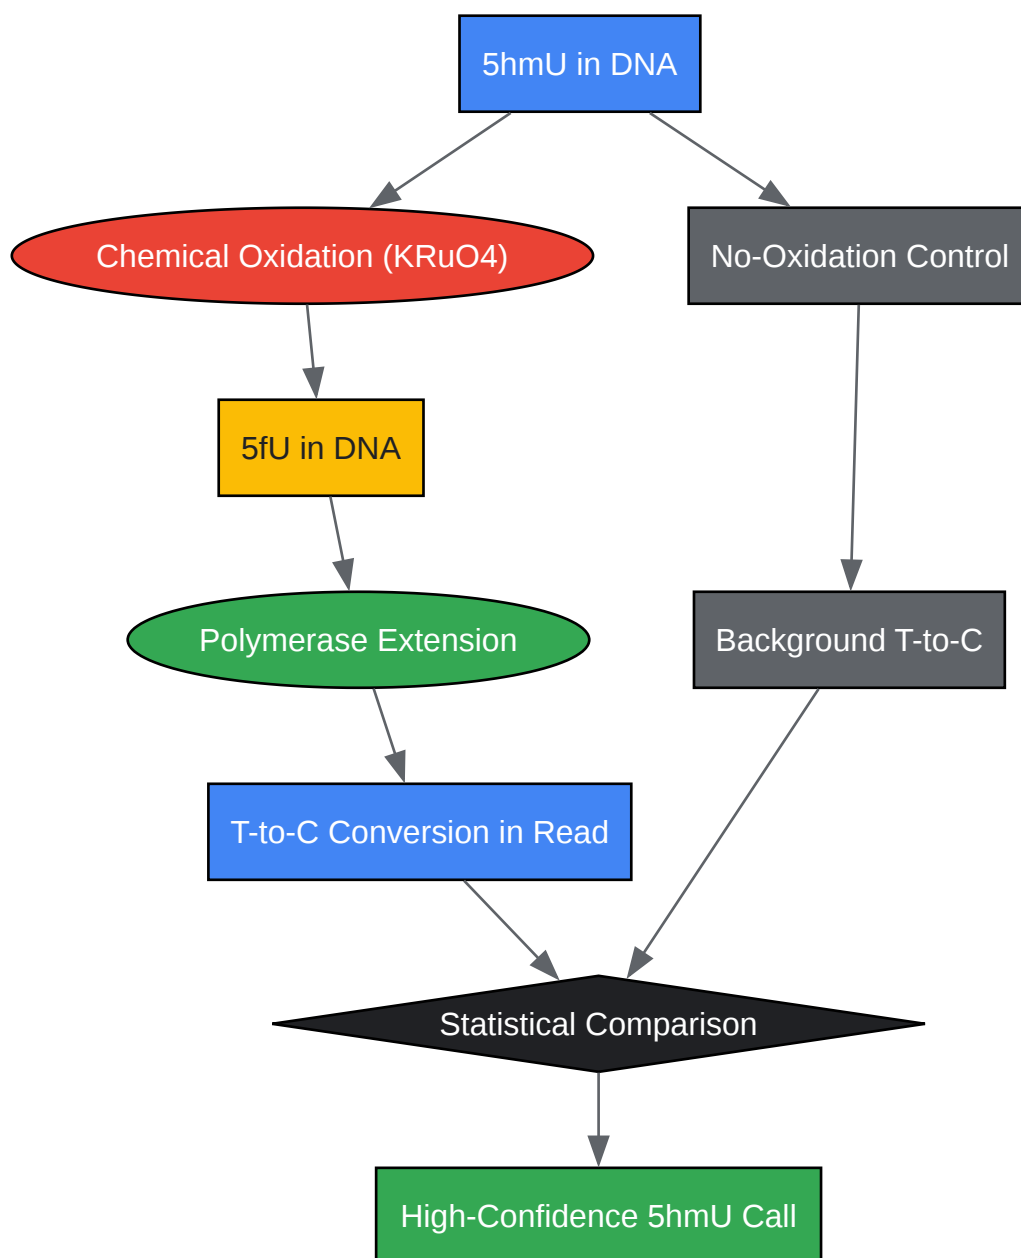 5hmU in DNA
Chemical Oxidation (KRuO4)
No-Oxidation Control
5fU in DNA
Polymerase Extension
Background T-to-C
T-to-C Conversion in Read
Statistical Comparison
High-Confidence 5hmU Call